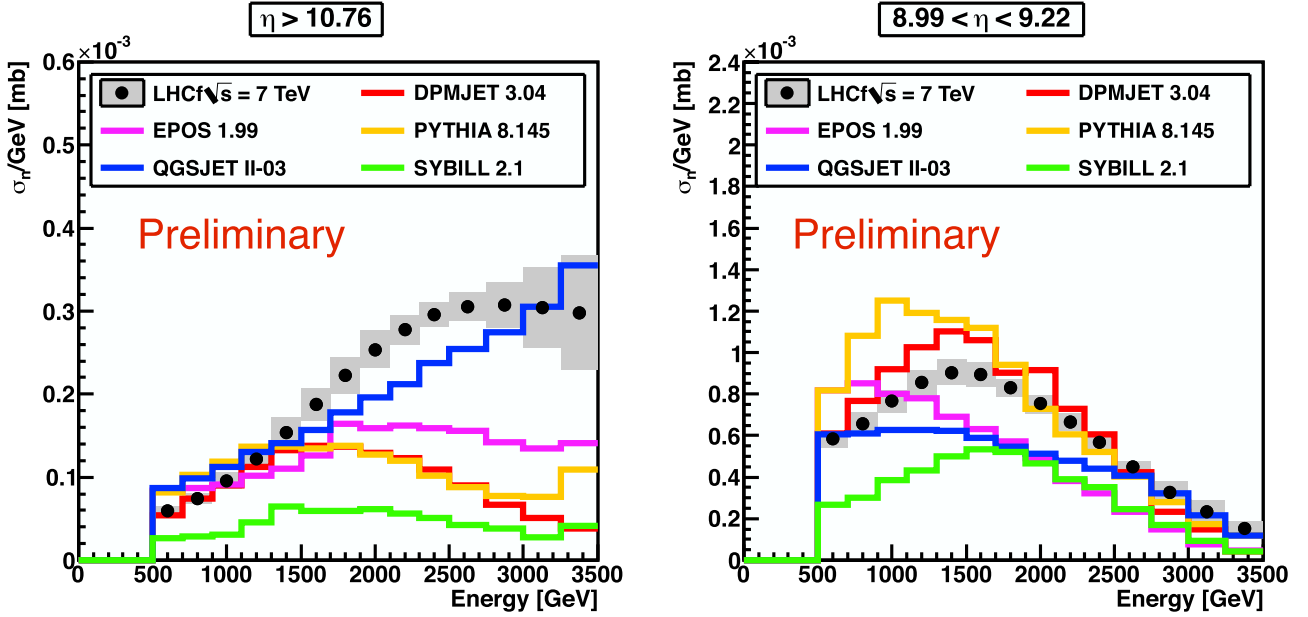 η > 10.76
×10⁻³
0.6
0.5
0.4
0.3
0.2
0.1
0
σn/GeV [mb]
LHCf √s = 7 TeV
DPMJET 3.04
EPOS 1.99
PYTHIA 8.145
QGSJET II-03
SYBILL 2.1
Preliminary
0 500 1000 1500 2000 2500 3000 3500
Energy [GeV]
8.99 < η < 9.22
×10⁻³
2.4
2.2
2
1.8
1.6
1.4
1.2
1
0.8
0.6
0.4
0.2
0
σn/GeV [mb]
LHCf √s = 7 TeV
DPMJET 3.04
EPOS 1.99
PYTHIA 8.145
QGSJET II-03
SYBILL 2.1
Preliminary
0 500 1000 1500 2000 2500 3000 3500
Energy [GeV]